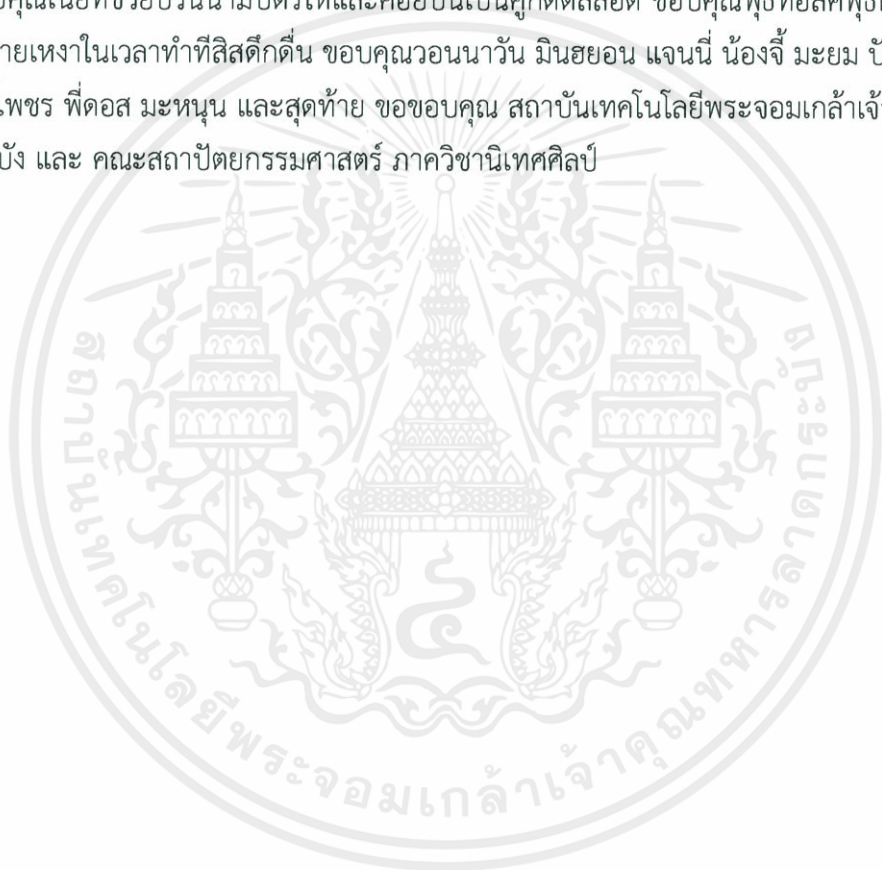 ายเหงาในเวลาทำทีสิสดึกดื่น ขอบคุณวอนนาวัน มินฮยอน แจนนี่ น้องจี้ มะยม ปั
เพชร พี่ดอส มะหนุน และสุดท้าย ขอขอบคุณ สถาบันเทคโนโลยีพระจอมเกล้าเจ้า
บัง และ คณะสถาปัตยกรรมศาสตร์ ภาควิชานิเทศศิลป์
สถาบันเทคโนโลยีพระจอมเกล้าเจ้าคุณทหารลาดกระบัง